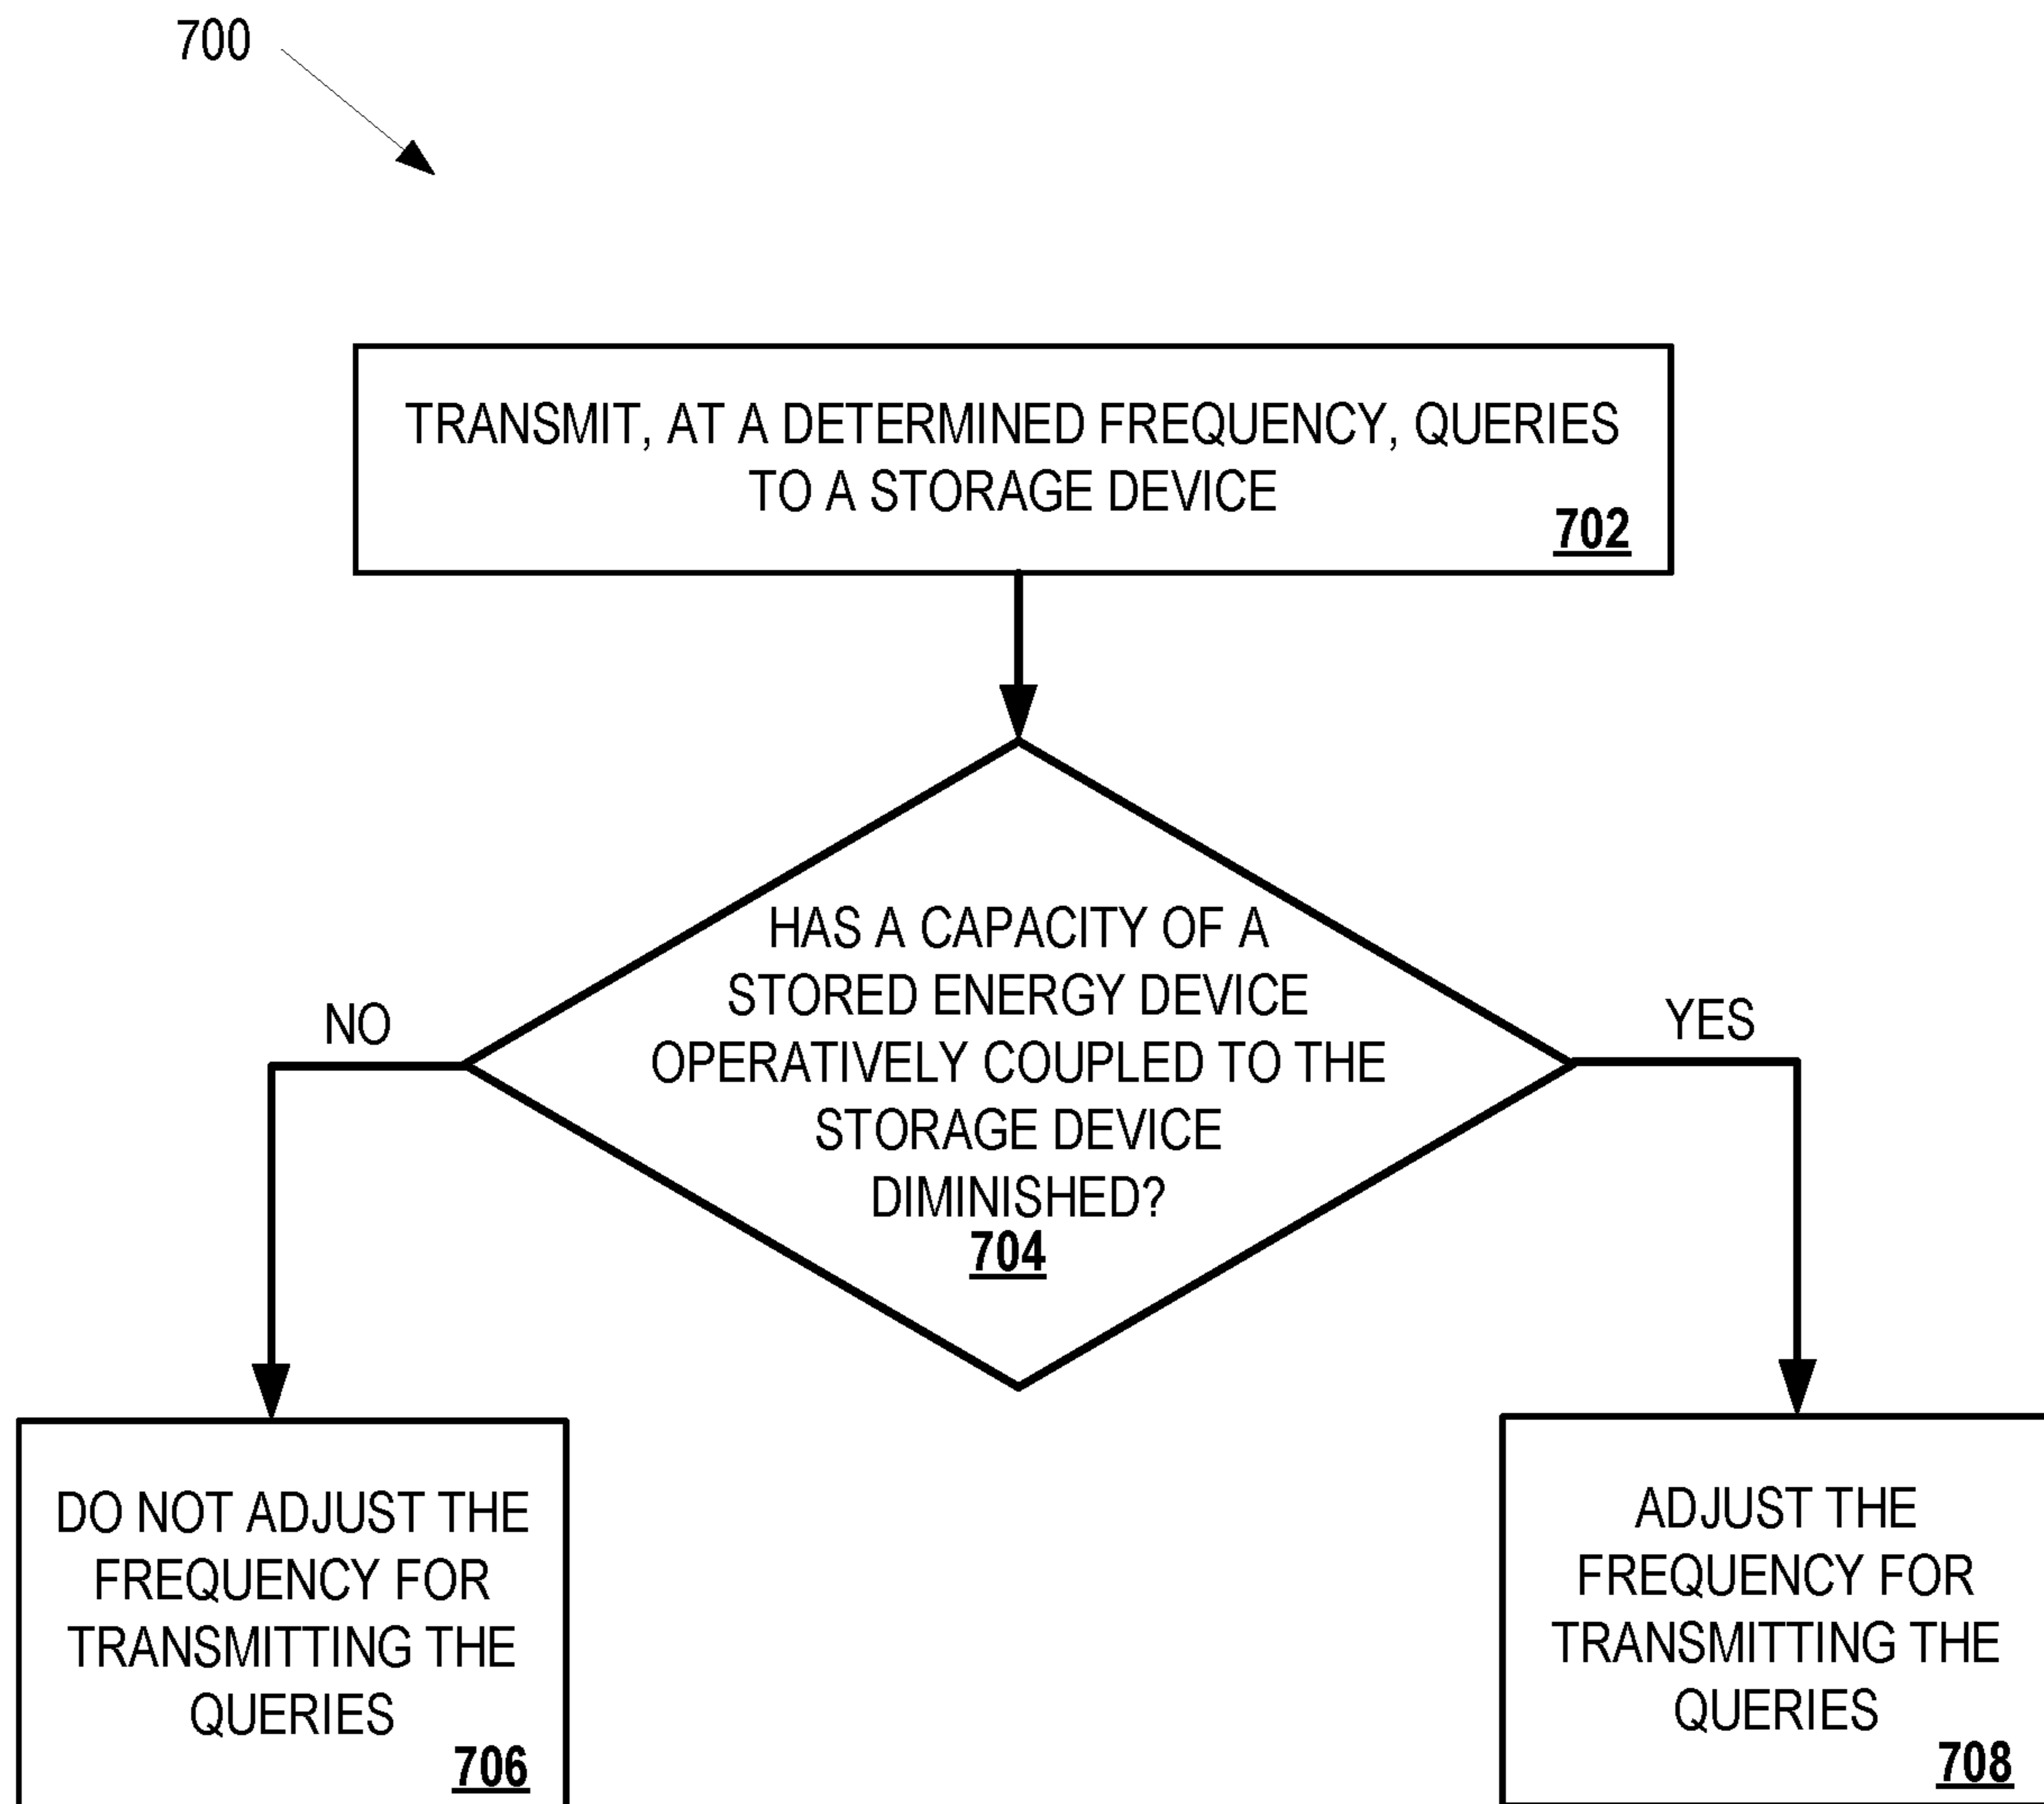 700
TRANSMIT, AT A DETERMINED FREQUENCY, QUERIES
TO A STORAGE DEVICE
702
HAS A CAPACITY OF A
STORED ENERGY DEVICE
OPERATIVELY COUPLED TO THE
STORAGE DEVICE
DIMINISHED?
704
NO
YES
DO NOT ADJUST THE
FREQUENCY FOR
TRANSMITTING THE
QUERIES
706
ADJUST THE
FREQUENCY FOR
TRANSMITTING THE
QUERIES
708